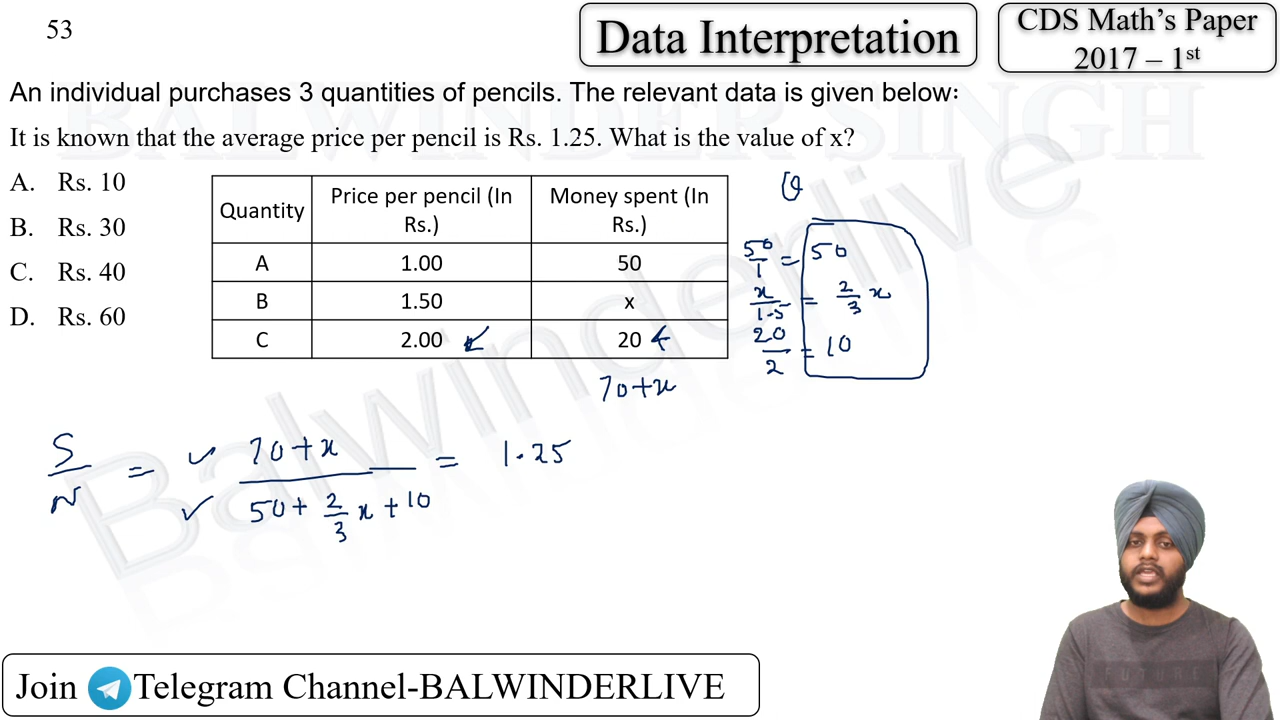 53
Data Interpretation
CDS Math’s Paper
2017 – 1st
An individual purchases 3 quantities of pencils. The relevant data is given below:
It is known that the average price per pencil is Rs. 1.25. What is the value of x?
A. Rs. 10
B. Rs. 30
C. Rs. 40
D. Rs. 60
Quantity Price per pencil (In Rs.) Money spent (In Rs.)
A 1.00 50
B 1.50 x
C 2.00 20
70+x
50/1 = 50
x/1.5 = 2/3 x
20/2 = 10
S/N = 70+x / 50+ 2/3 x +10 = 1.25
BALWINDER SINGH
Balwinderlive
FUTURE
Join Telegram Channel-BALWINDERLIVE